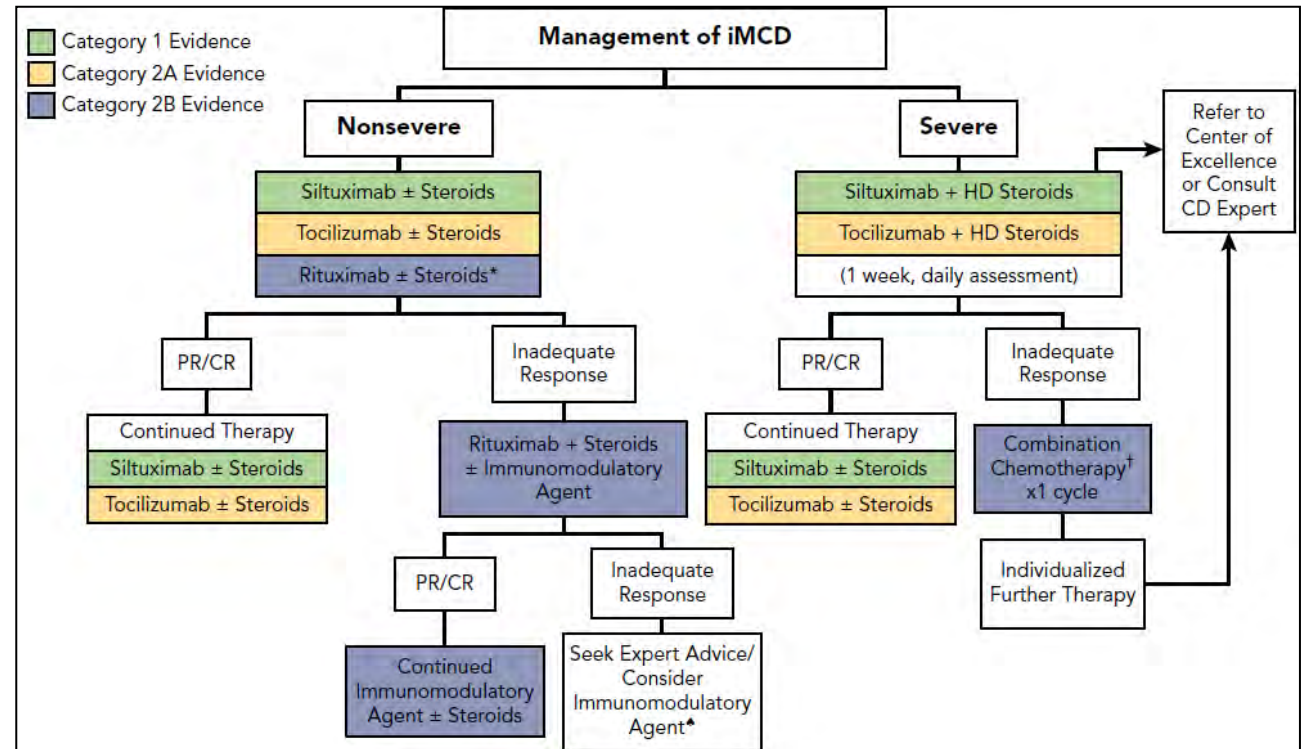 Management of iMCD
Category 1 Evidence
Category 2A Evidence
Category 2B Evidence
Nonsevere
Severe
Refer to
Center of
Excellence
or Consult
CD Expert
Siltuximab ± Steroids
Tocilizumab ± Steroids
Rituximab ± Steroids*
Siltuximab + HD Steroids
Tocilizumab + HD Steroids
(1 week, daily assessment)
PR/CR
Inadequate
Response
PR/CR
Inadequate
Response
Continued Therapy
Siltuximab ± Steroids
Tocilizumab ± Steroids
Rituximab + Steroids
± Immunomodulatory
Agent
Continued Therapy
Siltuximab ± Steroids
Tocilizumab ± Steroids
Combination
Chemotherapy†
x1 cycle
PR/CR
Inadequate
Response
Individualized
Further Therapy
Continued
Immunomodulatory
Agent ± Steroids
Seek Expert Advice/
Consider
Immunomodulatory
Agent♠